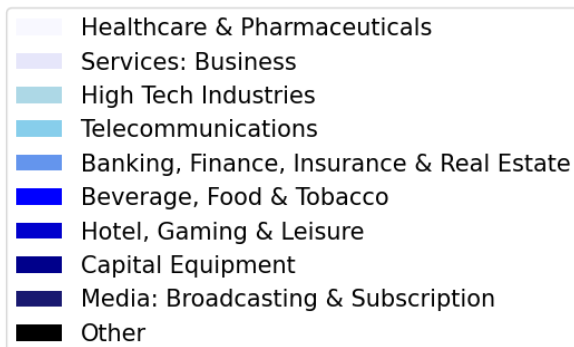 Healthcare & Pharmaceuticals
Services: Business
High Tech Industries
Telecommunications
Banking, Finance, Insurance & Real Estate
Beverage, Food & Tobacco
Hotel, Gaming & Leisure
Capital Equipment
Media: Broadcasting & Subscription
Other